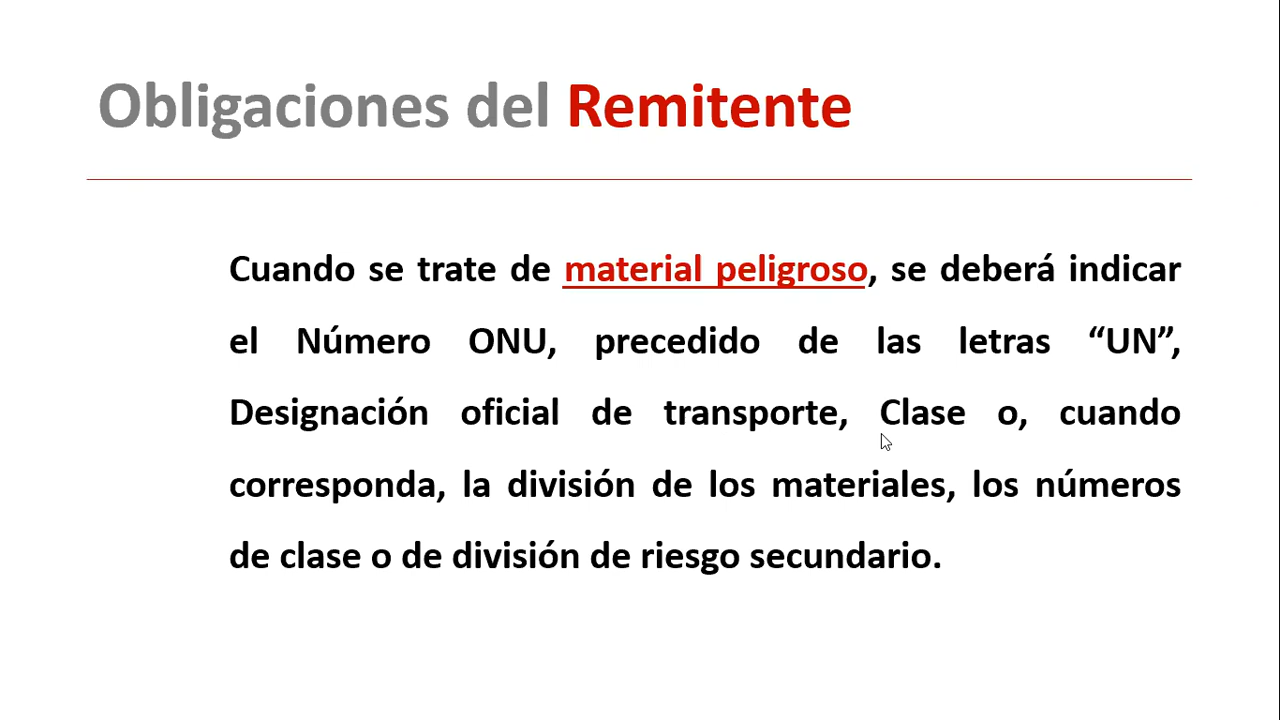 Obligaciones del Remitente
Cuando se trate de material peligroso, se deberá indicar
el Número ONU, precedido de las letras “UN”,
Designación oficial de transporte, Clase o, cuando
corresponda, la división de los materiales, los números
de clase o de división de riesgo secundario.